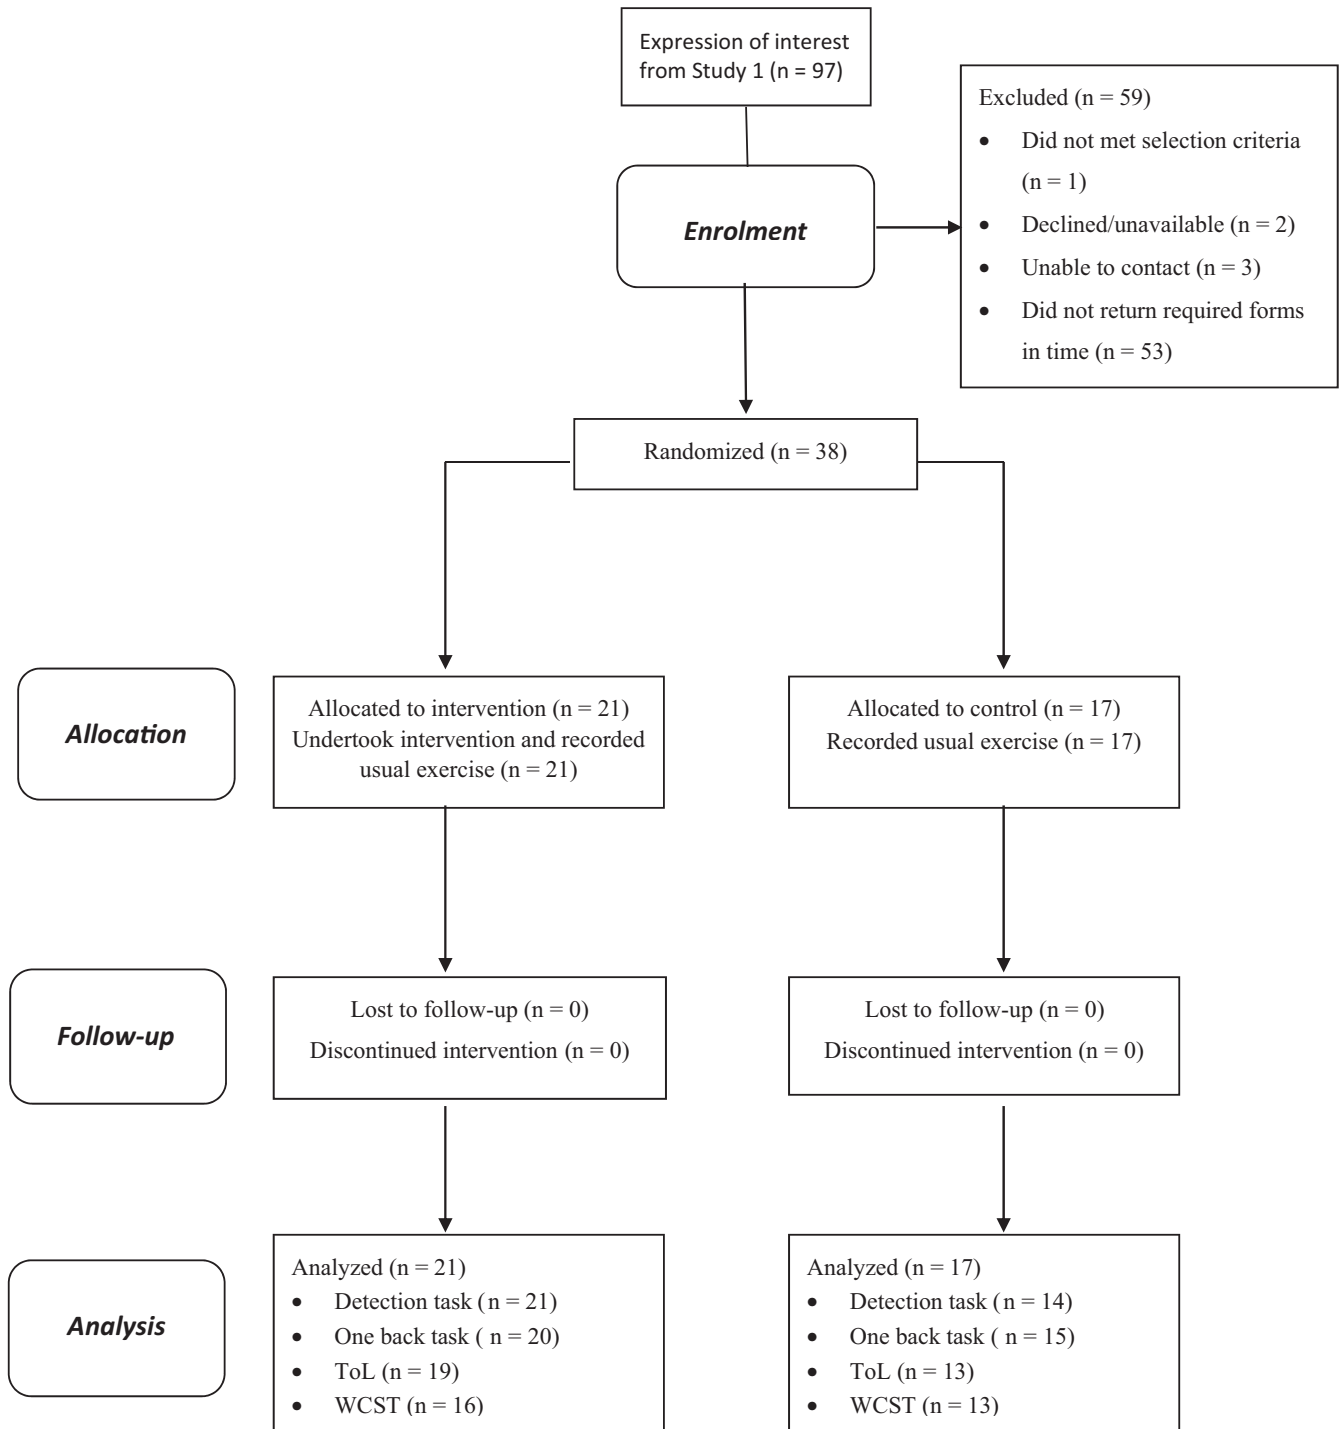 Expression of interest
from Study 1 (n = 97)
Excluded (n = 59)
• Did not met selection criteria
(n = 1)
• Declined/unavailable (n = 2)
• Unable to contact (n = 3)
• Did not return required forms
in time (n = 53)
Enrolment
Randomized (n = 38)
Allocation
Allocated to intervention (n = 21)
Undertook intervention and recorded
usual exercise (n = 21)
Allocated to control (n = 17)
Recorded usual exercise (n = 17)
Follow-up
Lost to follow-up (n = 0)
Discontinued intervention (n = 0)
Lost to follow-up (n = 0)
Discontinued intervention (n = 0)
Analysis
Analyzed (n = 21)
• Detection task ( n = 21)
• One back task ( n = 20)
• ToL (n = 19)
• WCST (n = 16)
Analyzed (n = 17)
• Detection task (n = 14)
• One back task ( n = 15)
• ToL (n = 13)
• WCST (n = 13)